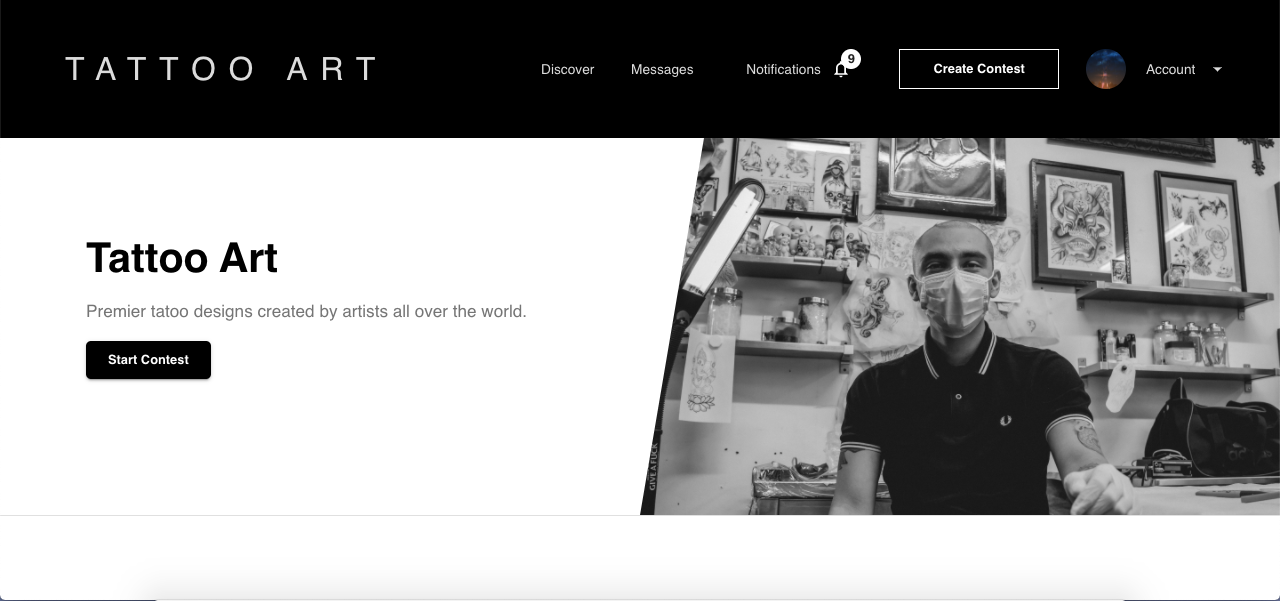 TATTOO ART
Discover
Messages
Notifications
9
Create Contest
Account
Tattoo Art
Premier tatoo designs created by artists all over the world.
Start Contest
GIVE A FUCK